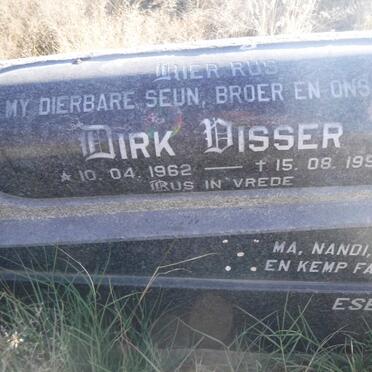 HIER RUS
MY DIERBARE SEUN, BROER EN ONS
DIRK VISSER
* 10.04.1962 — † 15.08.199
RUS IN VREDE
MA, NANDI,
EN KEMP FA
ESE